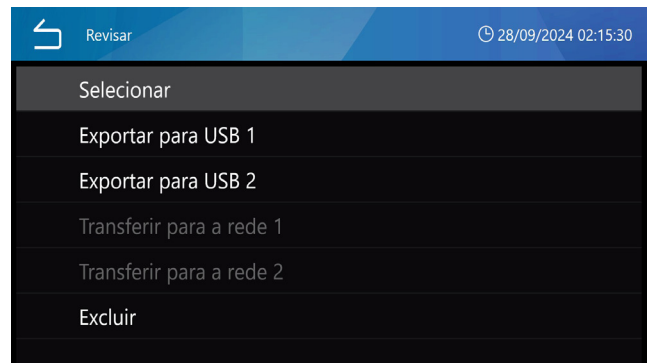 Revisar
28/09/2024 02:15:30
Selecionar
Exportar para USB 1
Exportar para USB 2
Transferir para a rede 1
Transferir para a rede 2
Excluir